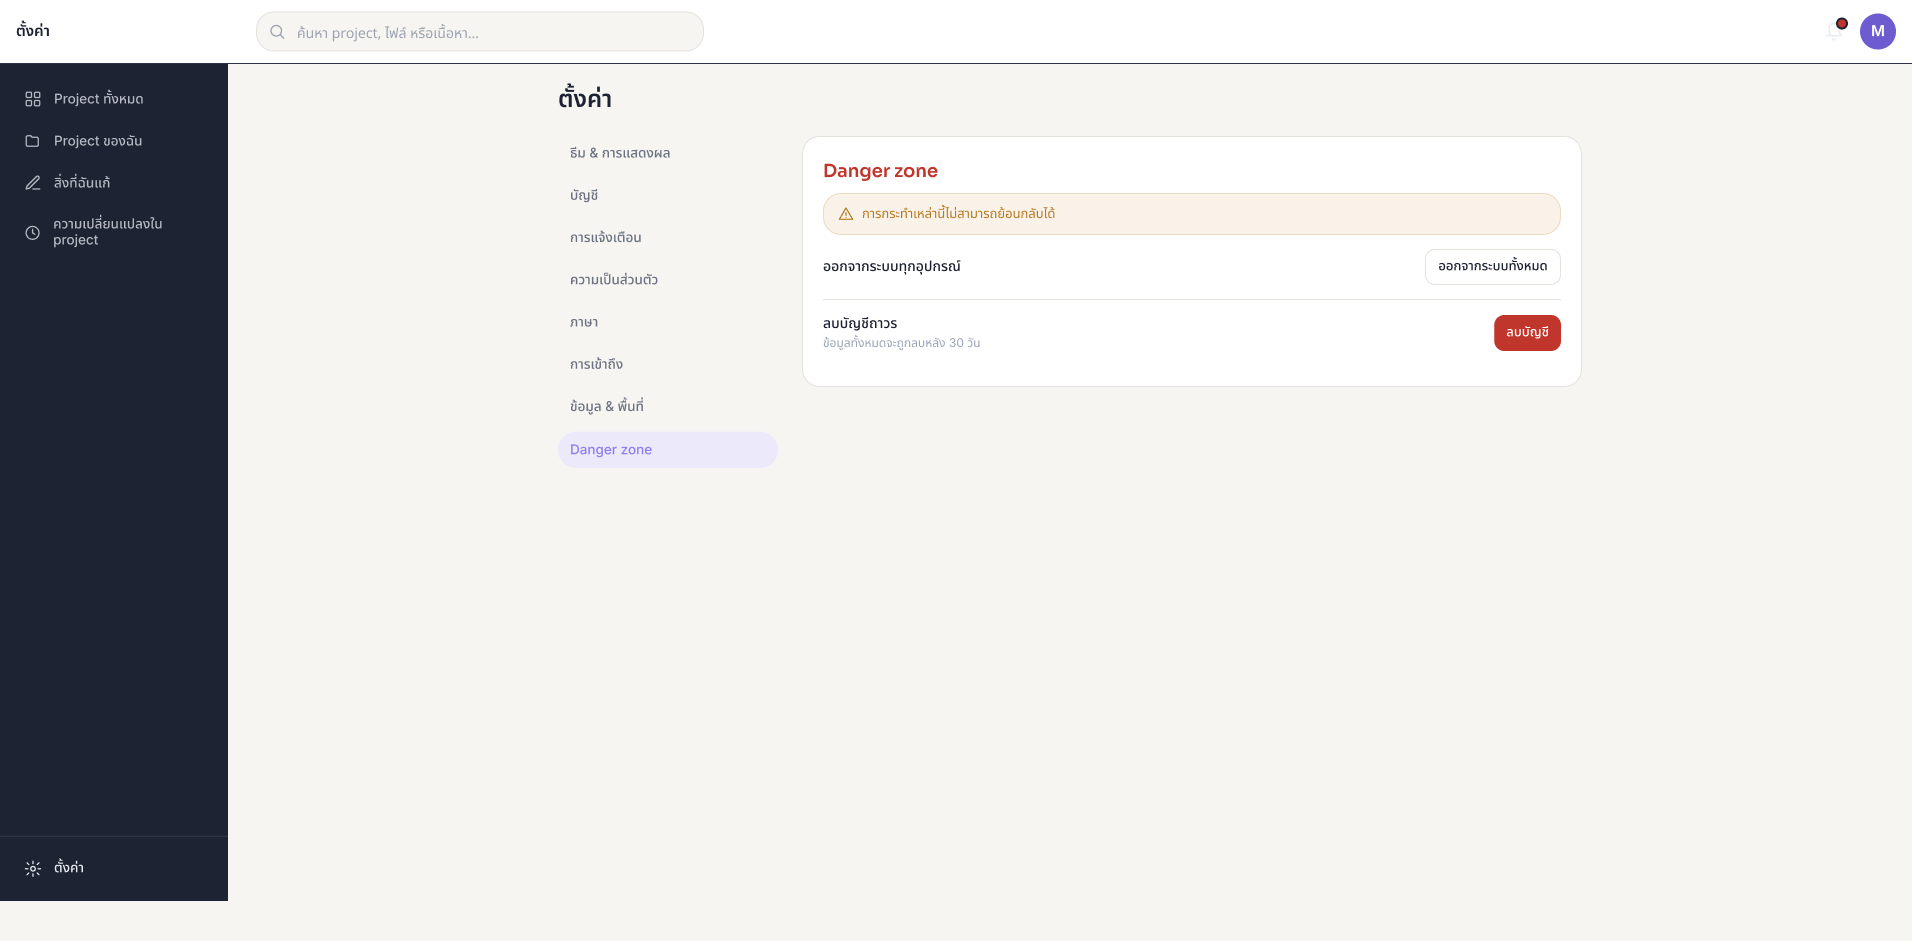 ตั้งค่า
ค้นหา project, ไฟล์ หรือเนื้อหา...
M
Project ทั้งหมด
Project ของฉัน
สิ่งที่ฉันแก้
ความเปลี่ยนแปลงใน
project
ตั้งค่า
ตั้งค่า
ธีม & การแสดงผล
บัญชี
การแจ้งเตือน
ความเป็นส่วนตัว
ภาษา
การเข้าถึง
ข้อมูล & พื้นที่
Danger zone
Danger zone
การกระทำเหล่านี้ไม่สามารถย้อนกลับได้
ออกจากระบบทุกอุปกรณ์
ออกจากระบบทั้งหมด
ลบบัญชีถาวร
ข้อมูลทั้งหมดจะถูกลบหลัง 30 วัน
ลบบัญชี